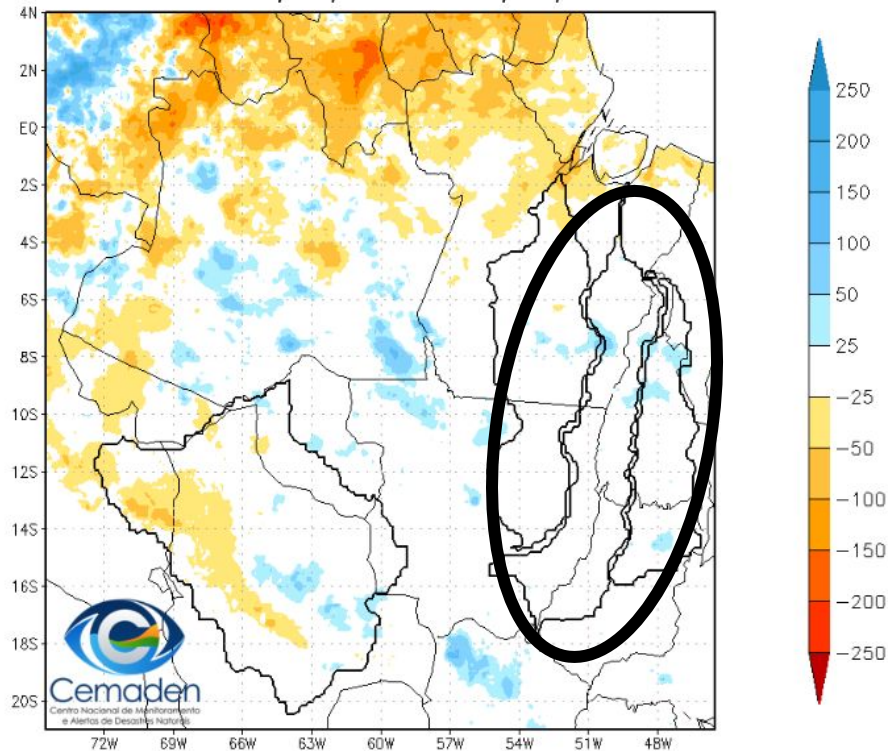 4N
2N
EQ
2S
4S
6S
8S
10S
12S
14S
16S
18S
20S
72W 69W 66W 63W 60W 57W 54W 51W 48W
250
200
150
100
50
25
−25
−50
−100
−150
−200
−250
Cemaden
Centro Nacional de Monitoramento
e Alertas de Desastres Naturais